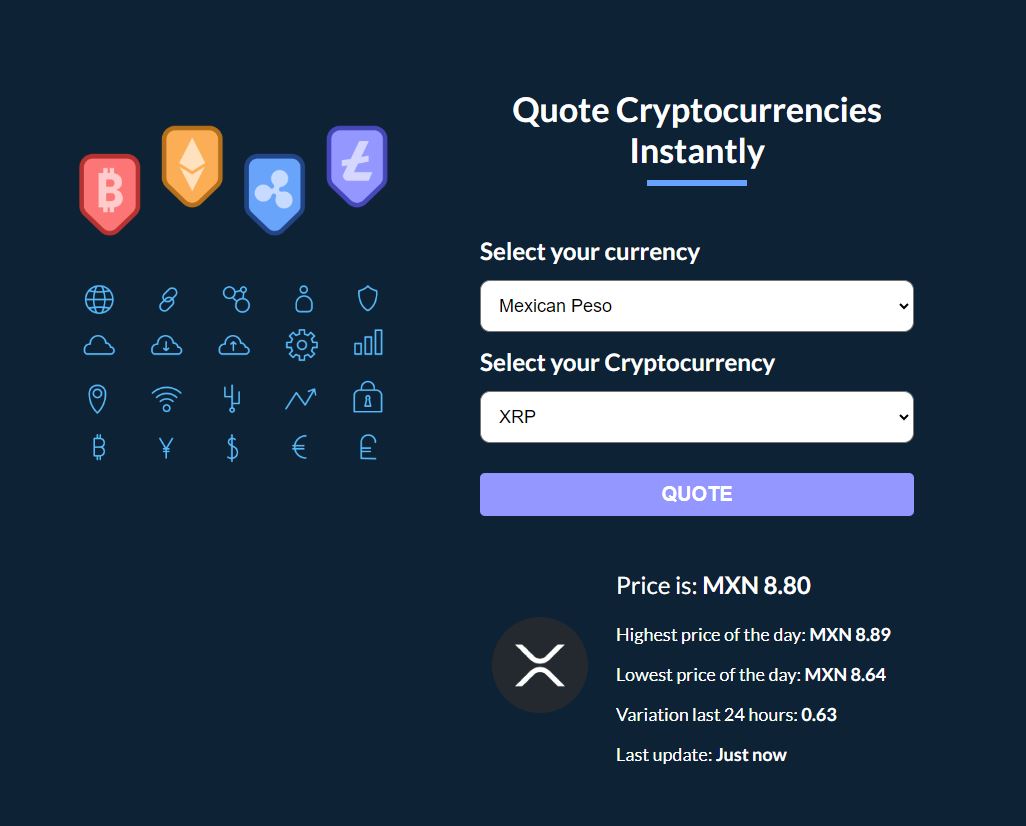 Quote Cryptocurrencies
Instantly
Select your currency
Mexican Peso
Select your Cryptocurrency
XRP
QUOTE
Price is: MXN 8.80
Highest price of the day: MXN 8.89
Lowest price of the day: MXN 8.64
Variation last 24 hours: 0.63
Last update: Just now